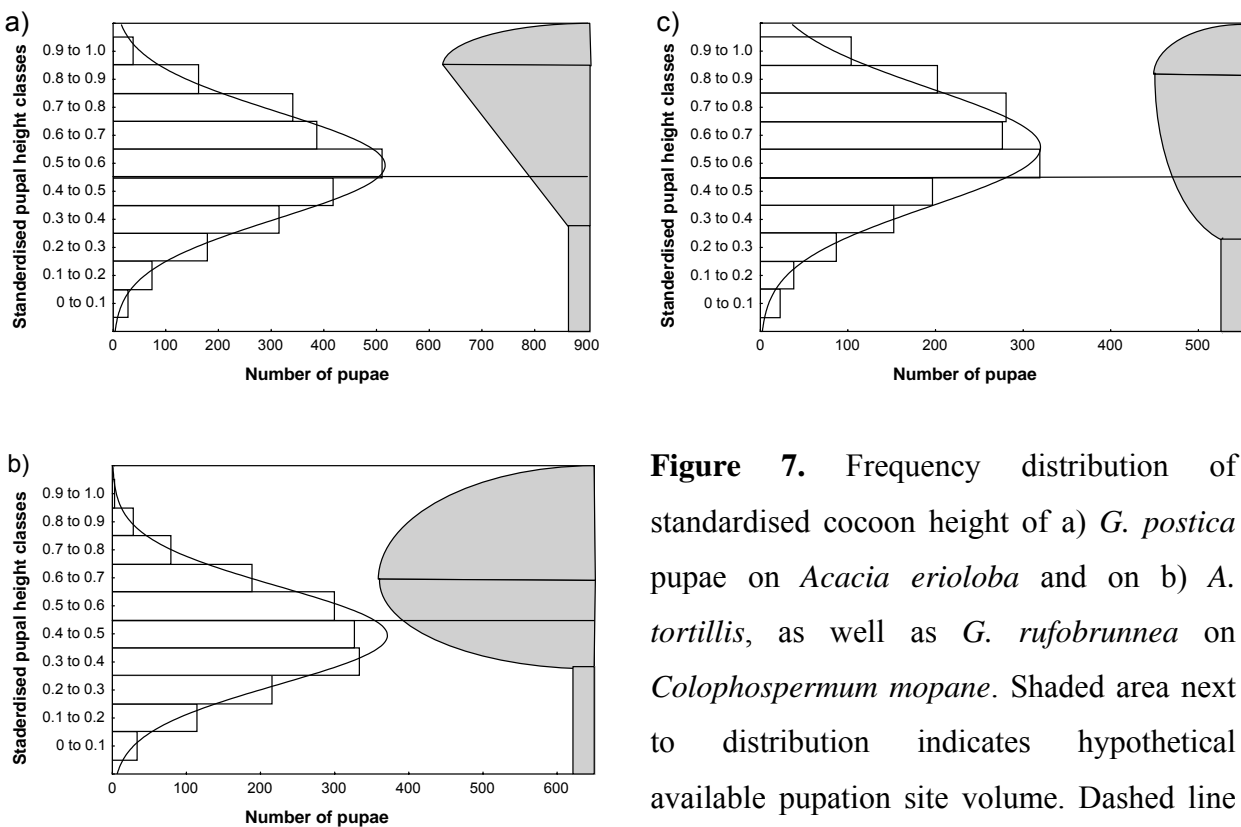 a)
Standerdised pupal height classes
0.9 to 1.0
0.8 to 0.9
0.7 to 0.8
0.6 to 0.7
0.5 to 0.6
0.4 to 0.5
0.3 to 0.4
0.2 to 0.3
0.1 to 0.2
0 to 0.1
0 100 200 300 400 500 600 700 800 900
Number of pupae
c)
Standardised pupal height classes
0.9 to 1.0
0.8 to 0.9
0.7 to 0.8
0.6 to 0.7
0.5 to 0.6
0.4 to 0.5
0.3 to 0.4
0.2 to 0.3
0.1 to 0.2
0 to 0.1
0 100 200 300 400 500
Number of pupae
b)
Staderdised pupal height classes
0.9 to 1.0
0.8 to 0.9
0.7 to 0.8
0.6 to 0.7
0.5 to 0.6
0.4 to 0.5
0.3 to 0.4
0.2 to 0.3
0.1 to 0.2
0 to 0.1
0 100 200 300 400 500 600
Number of pupae
Figure 7. Frequency distribution of
standardised cocoon height of a) G. postica
pupae on Acacia erioloba and on b) A.
tortillis, as well as G. rufobrunnea on
Colophospermum mopane. Shaded area next
to distribution indicates hypothetical
available pupation site volume. Dashed line